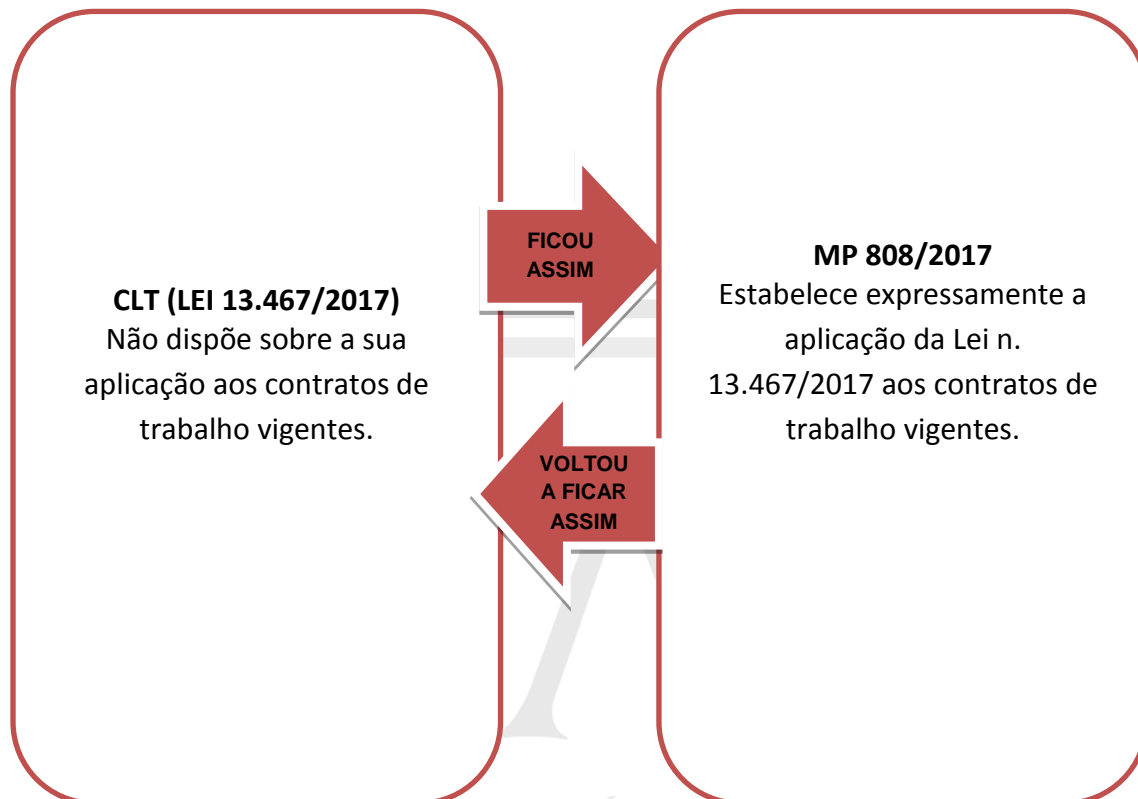 CLT (LEI 13.467/2017)
Não dispõe sobre a sua
aplicação aos contratos de
trabalho vigentes.
FICOU
ASSIM
VOLTOU
A FICAR
ASSIM
MP 808/2017
Estabelece expressamente a
aplicação da Lei n.
13.467/2017 aos contratos de
trabalho vigentes.